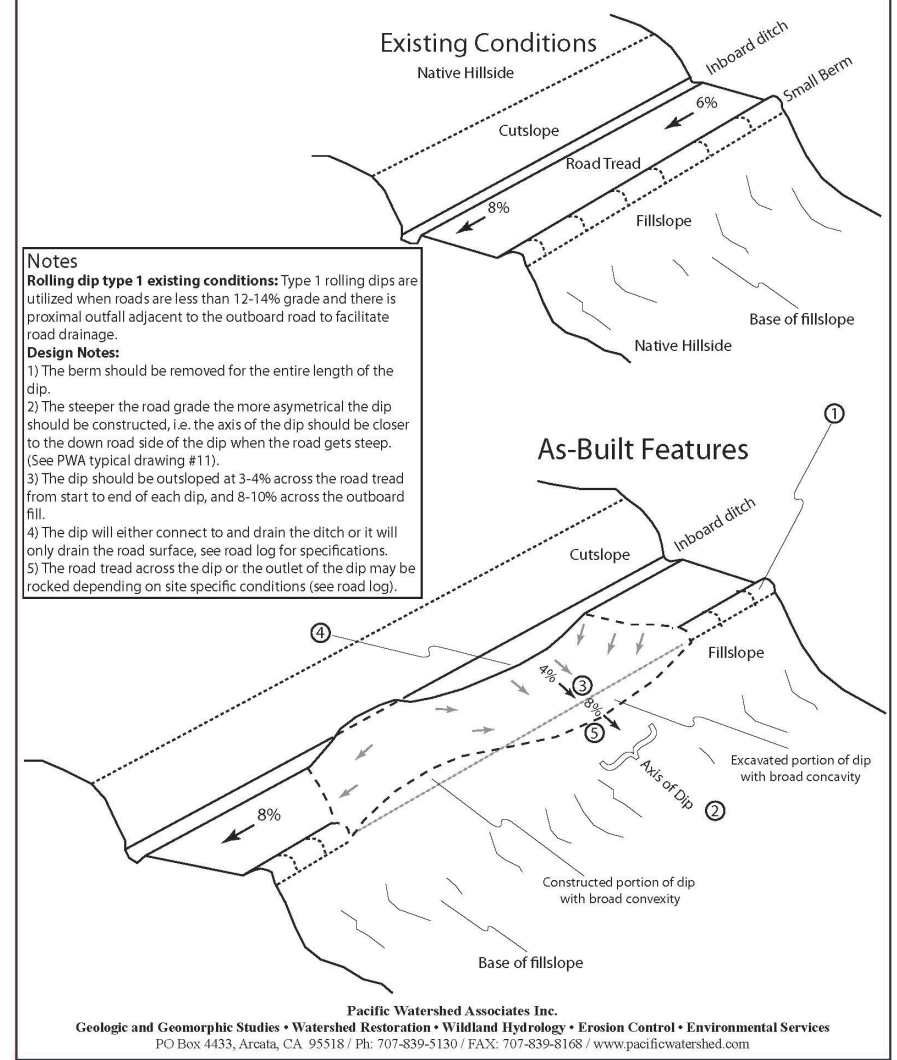 Existing Conditions
Native Hillside
Inboard ditch
Small Berm
6%
Cutslope
Road Tread
8%
Fillslope
Base of fillslope
Native Hillside
Notes
Rolling dip type 1 existing conditions: Type 1 rolling dips are
utilized when roads are less than 12-14% grade and there is
proximal outfall adjacent to the outboard road to facilitate
road drainage.
Design Notes:
1) The berm should be removed for the entire length of the
dip.
2) The steeper the road grade the more asymetrical the dip
should be constructed, i.e. the axis of the dip should be closer
to the down road side of the dip when the road gets steep.
(See PWA typical drawing #11).
3) The dip should be outsloped at 3-4% across the road tread
from start to end of each dip, and 8-10% across the outboard
fill.
4) The dip will either connect to and drain the ditch or it will
only drain the road surface, see road log for specifications.
5) The road tread across the dip or the outlet of the dip may be
rocked depending on site specific conditions (see road log).
1
As-Built Features
Inboard ditch
Cutslope
4
Fillslope
4%
3
8%
5
Axis of Dip
2
Excavated portion of dip
with broad concavity
8%
Constructed portion of dip
with broad convexity
Base of fillslope
Pacific Watershed Associates Inc.
Geologic and Geomorphic Studies • Watershed Restoration • Wildland Hydrology • Erosion Control • Environmental Services
PO Box 4433, Arcata, CA 95518 / Ph: 707-839-5130 / FAX: 707-839-8168 / www.pacificwatershed.com